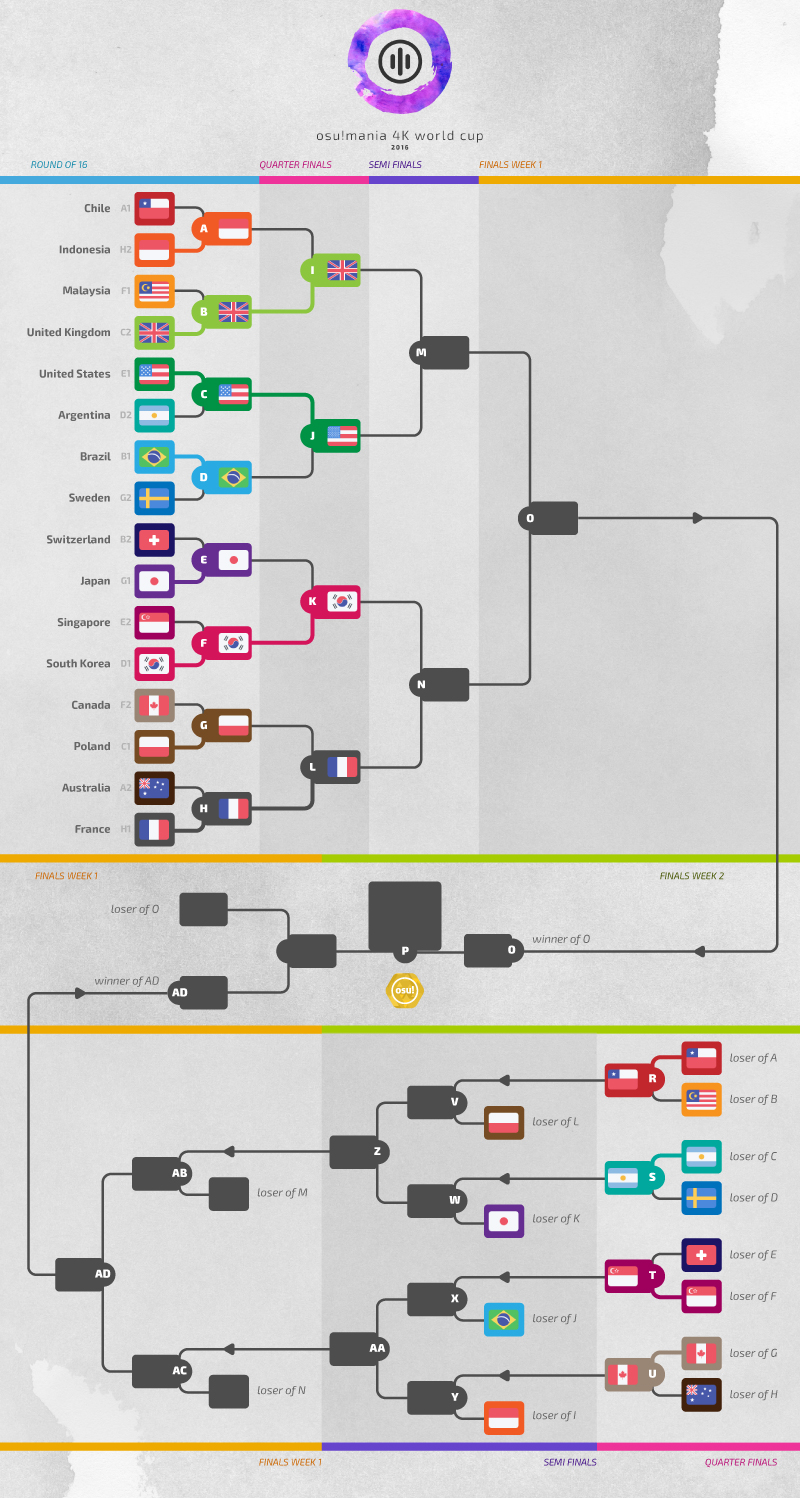 osu!mania 4K world cup
2016
ROUND OF 16
QUARTER FINALS
SEMI FINALS
FINALS WEEK 1
Chile A1
A
Indonesia H2
I
Malaysia F1
B
United Kingdom C2
M
United States E1
C
Argentina D2
J
Brazil B1
D
Sweden G2
O
Switzerland B2
E
Japan G1
K
Singapore E2
F
South Korea D1
N
Canada F2
G
Poland C1
L
Australia A2
H
France H1
FINALS WEEK 1
FINALS WEEK 2
loser of O
winner of O
O
P
winner of AD
AD
osu!
loser of A
R
loser of B
V
loser of L
Z
loser of C
S
loser of D
W
loser of K
AB
loser of M
AD
loser of E
T
loser of F
X
loser of J
AA
loser of G
U
loser of H
Y
loser of I
AC
loser of N
FINALS WEEK 1
SEMI FINALS
QUARTER FINALS